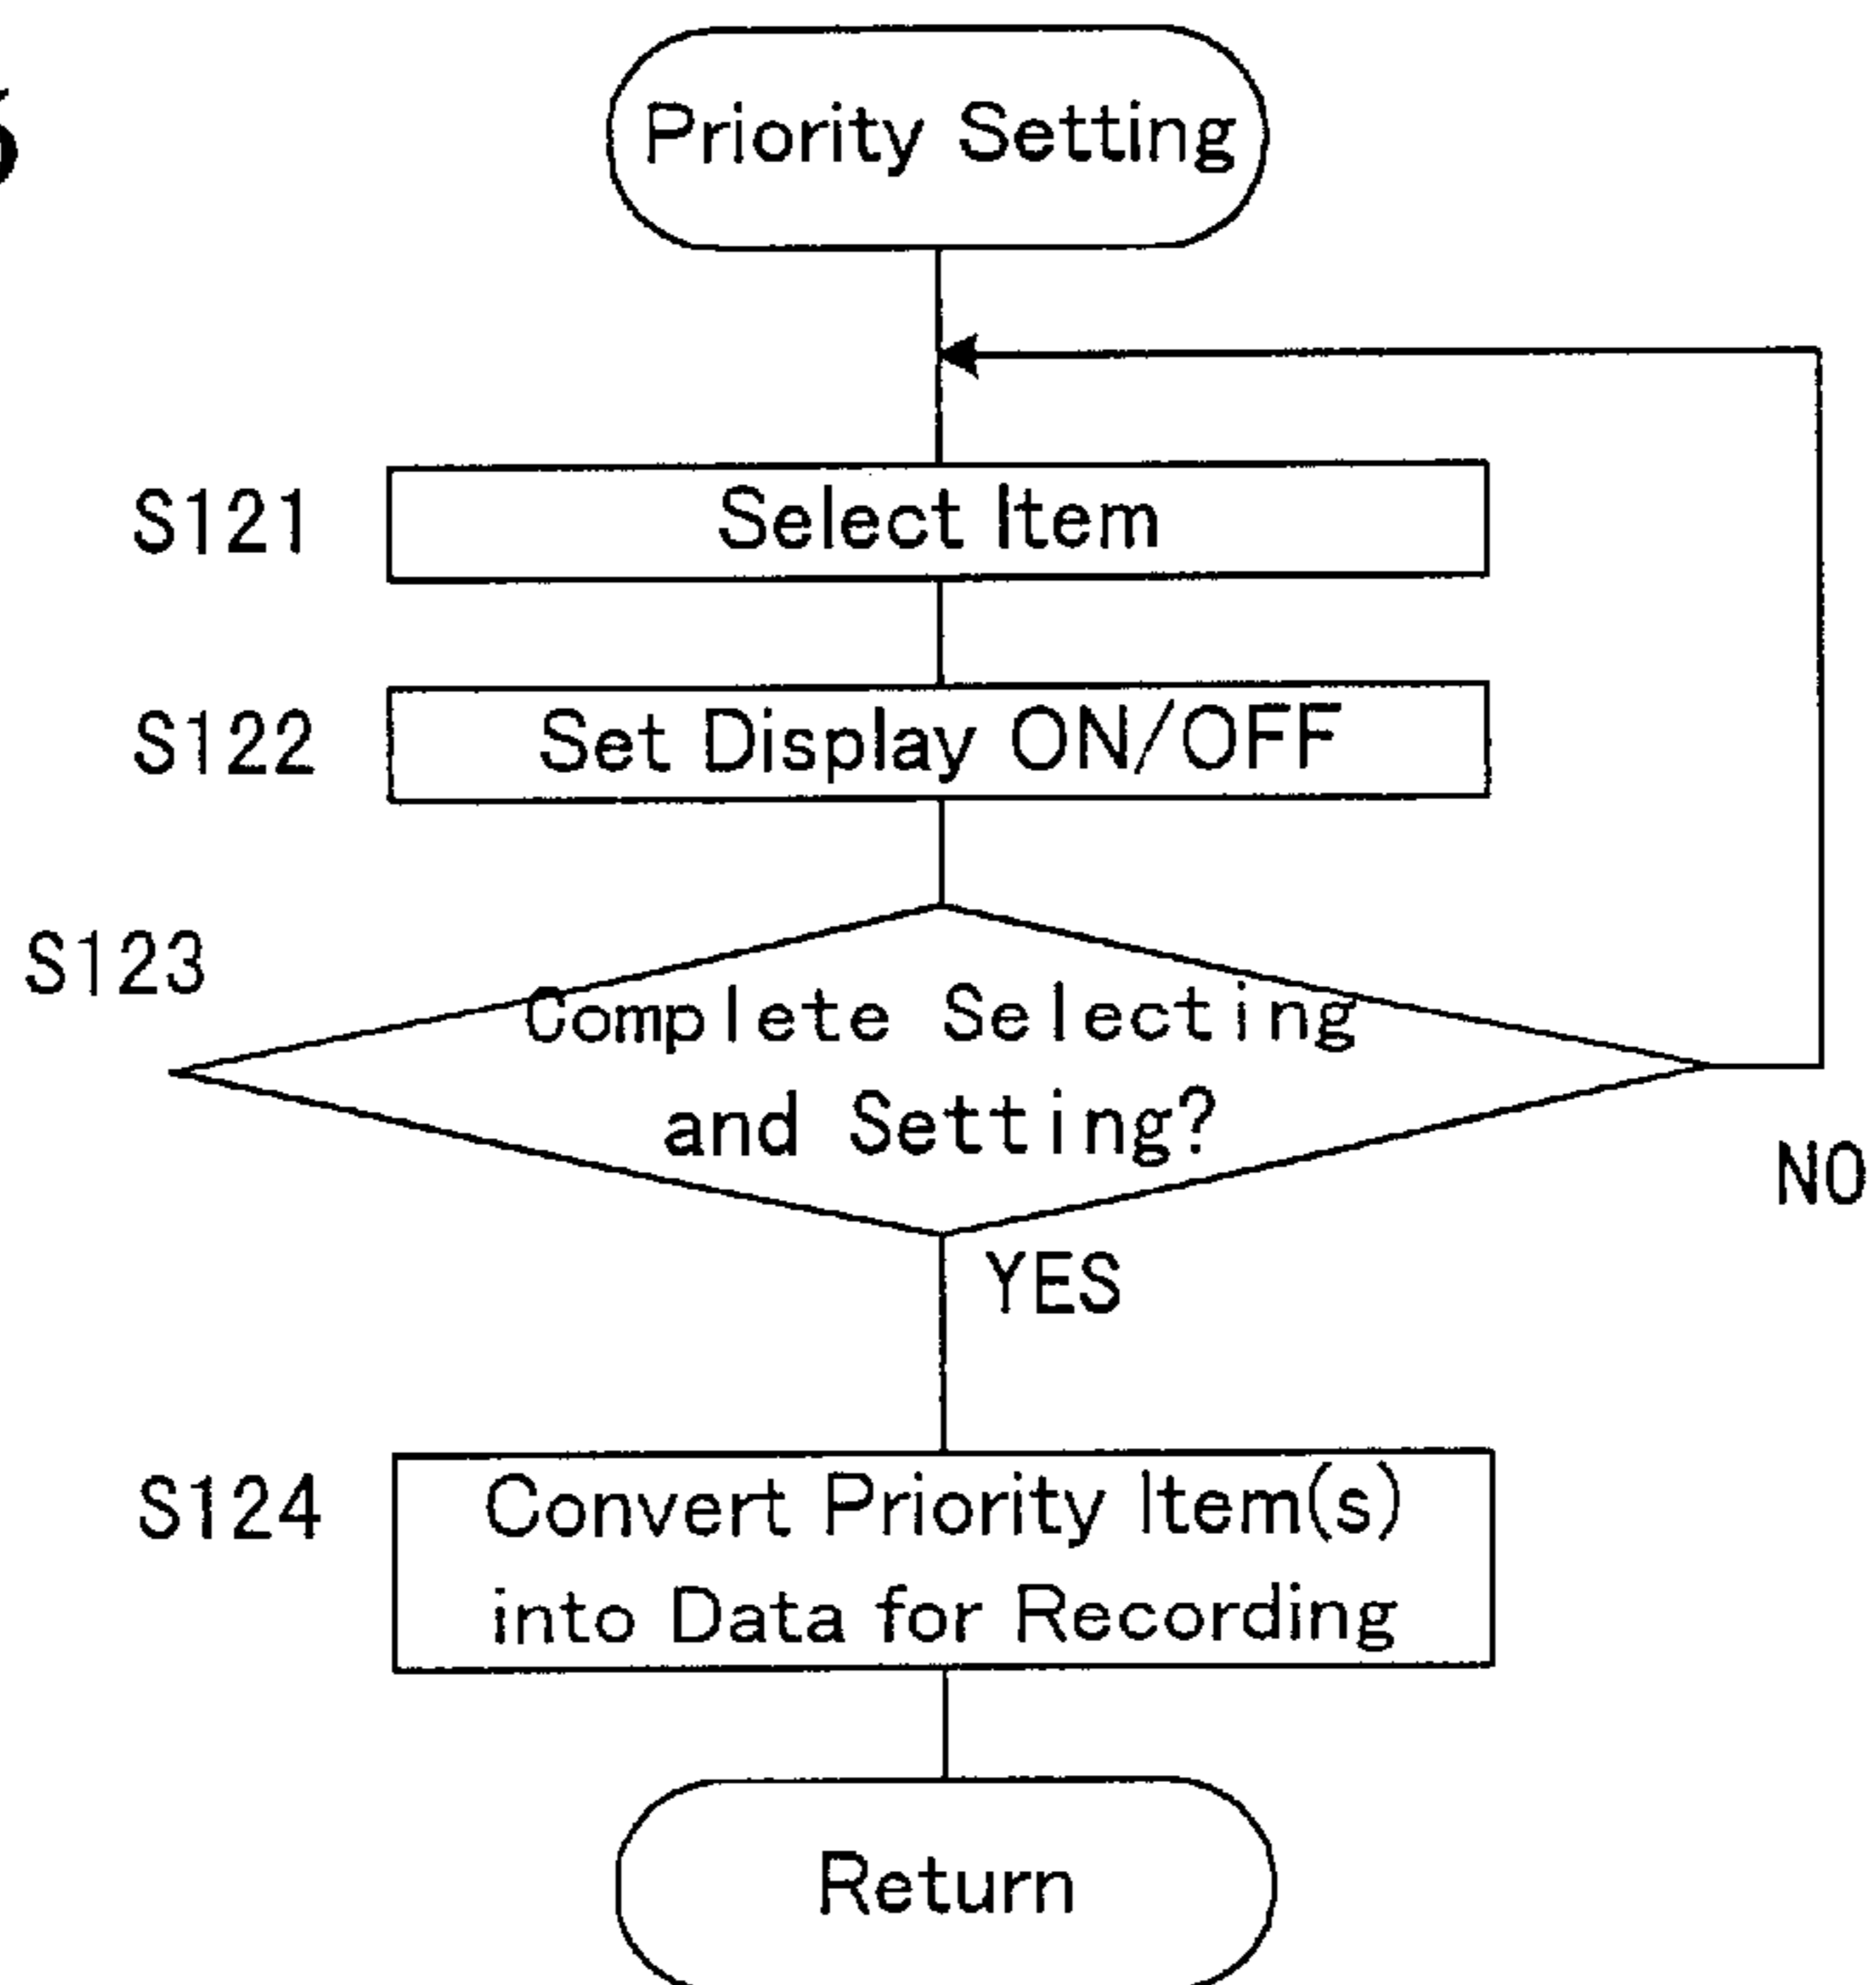 Priority Setting
S121
Select Item
S122
Set Display ON/OFF
S123
Complete Selecting
and Setting?
NO
YES
S124
Convert Priority Item(s)
into Data for Recording
Return